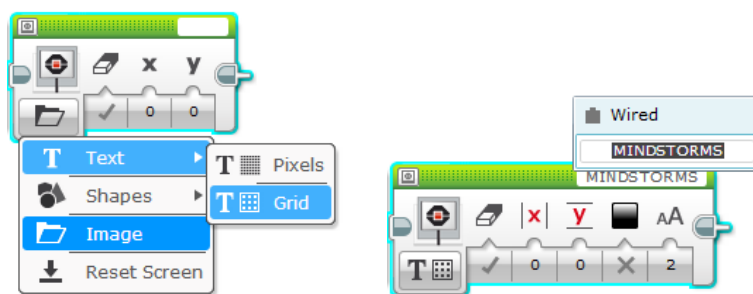 x y
0 0
Text
Shapes
Image
Reset Screen
T Pixels
T Grid
Wired
MINDSTORMS
MINDSTORMS
x y AA
0 0 2
T